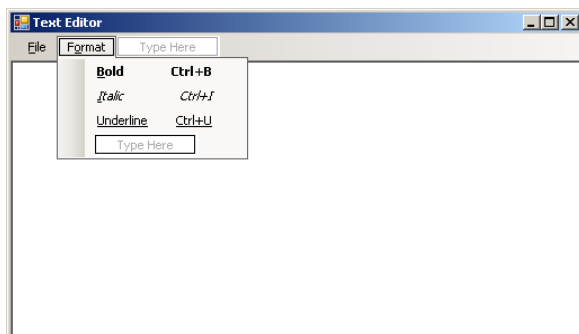 Text Editor
File Format Type Here
Bold Ctrl+B
Italic Ctrl+I
Underline Ctrl+U
Type Here